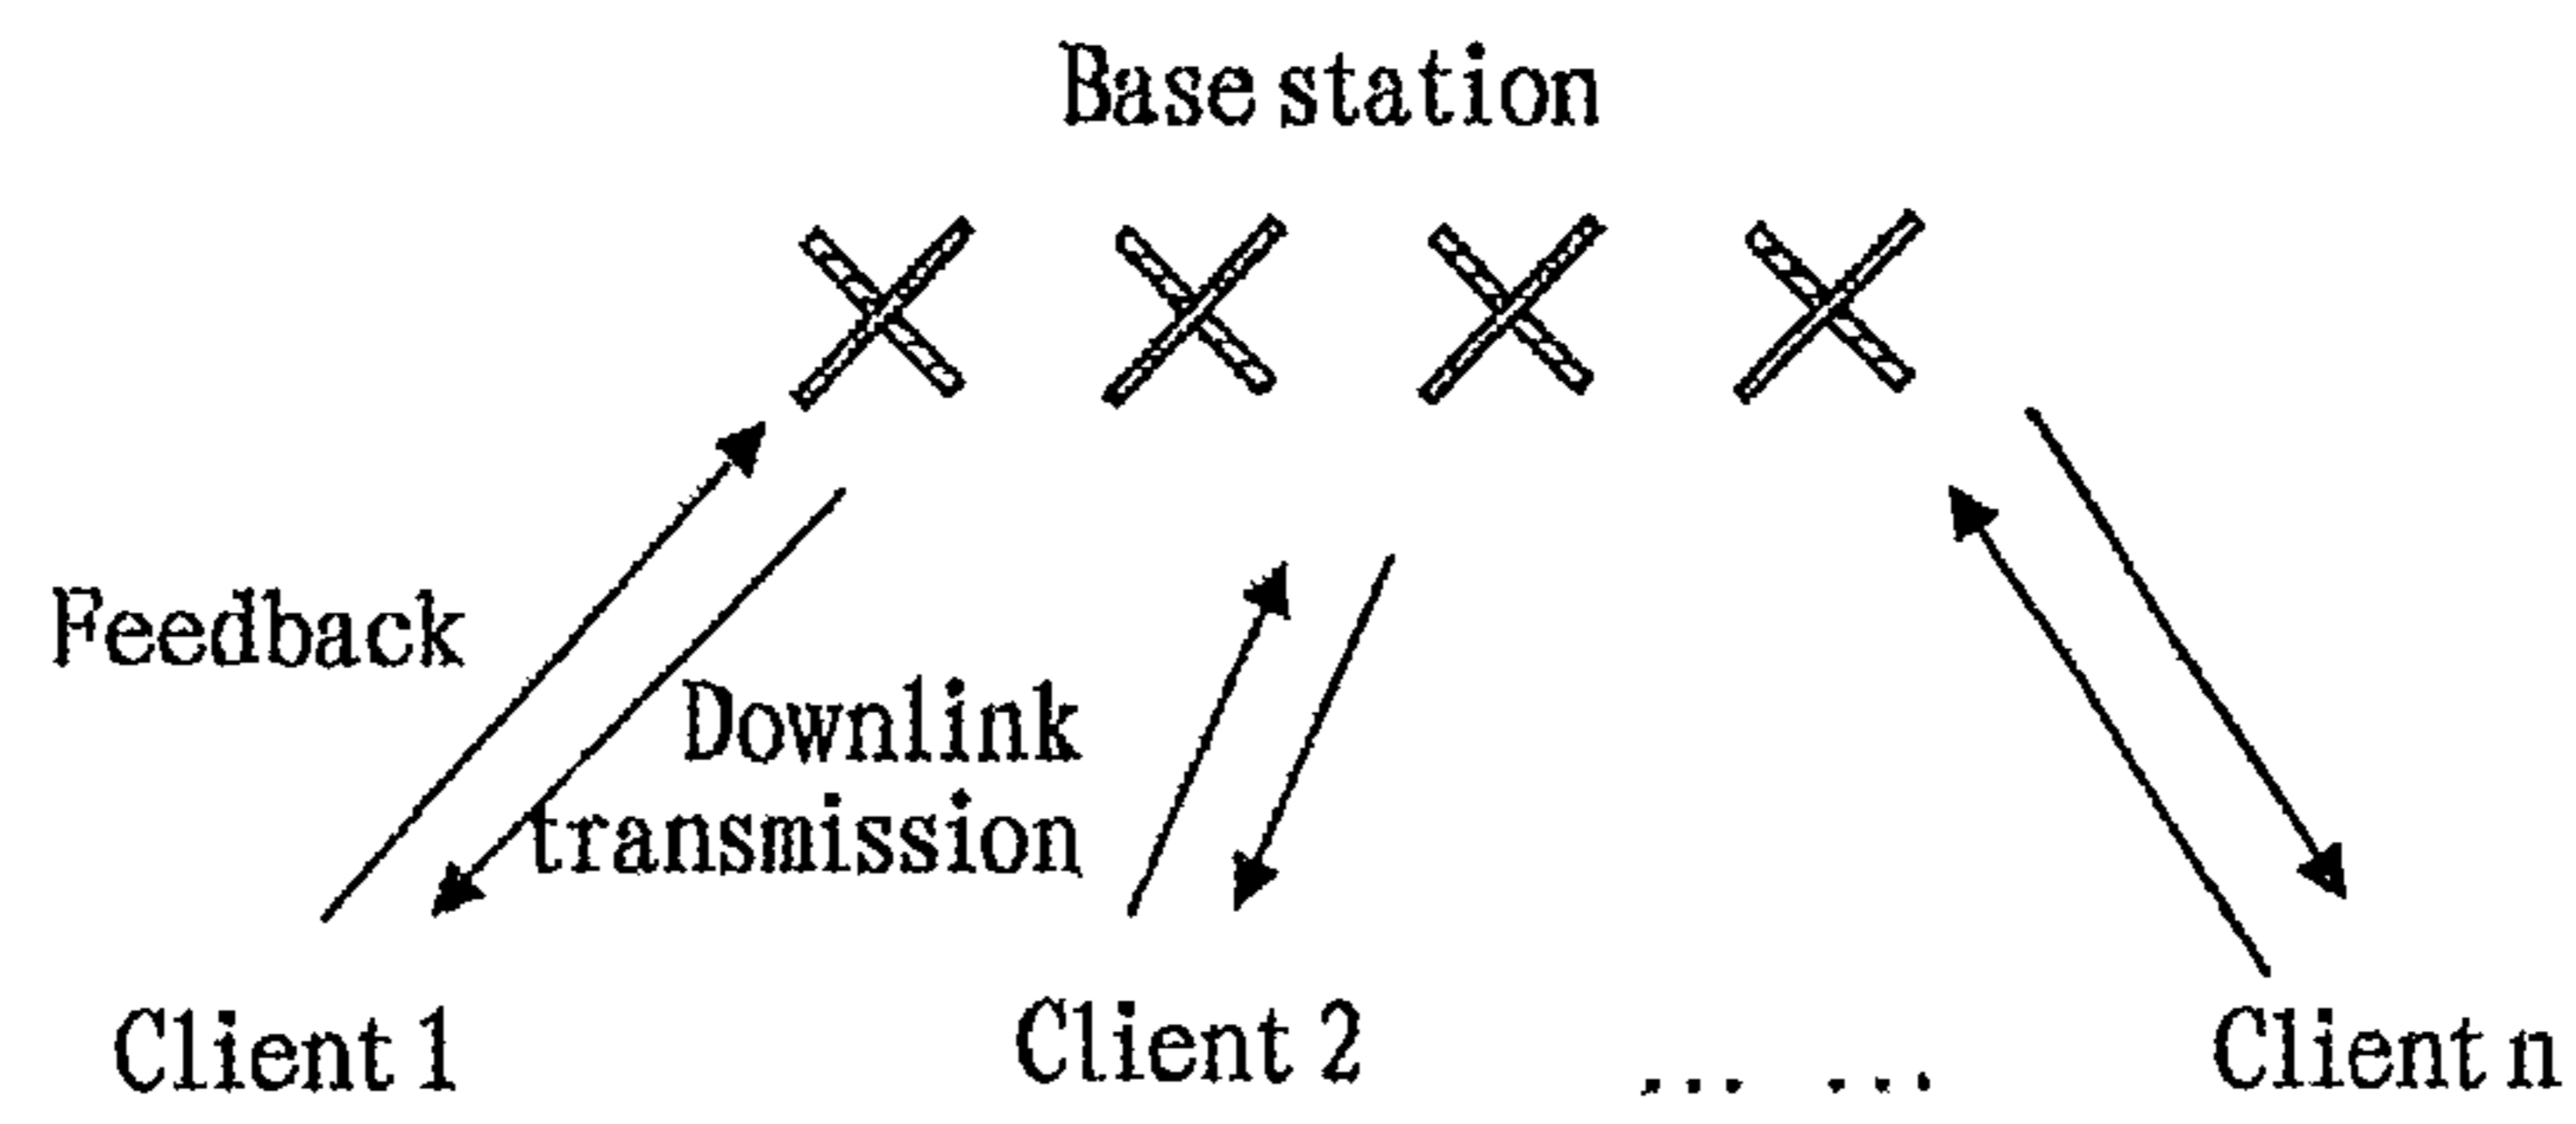 Base station
Feedback
Downlink
transmission
Client 1
Client 2
... ...
Client n